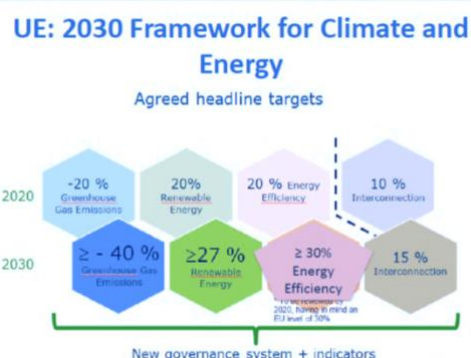 UE: 2030 Framework for Climate and
Energy
Agreed headline targets
2020
-20 %
Greenhouse
Gas Emissions
20%
Renewable
Energy
20 % Energy
Efficiency
10 %
Interconnection
2030
≥ - 40 %
Greenhouse Gas
Emissions
≥27 %
Renewable
Energy
≥ 30%
Energy
Efficiency
2020, having in mind an
EU level of 30%
15 %
Interconnection
New governance system + indicators